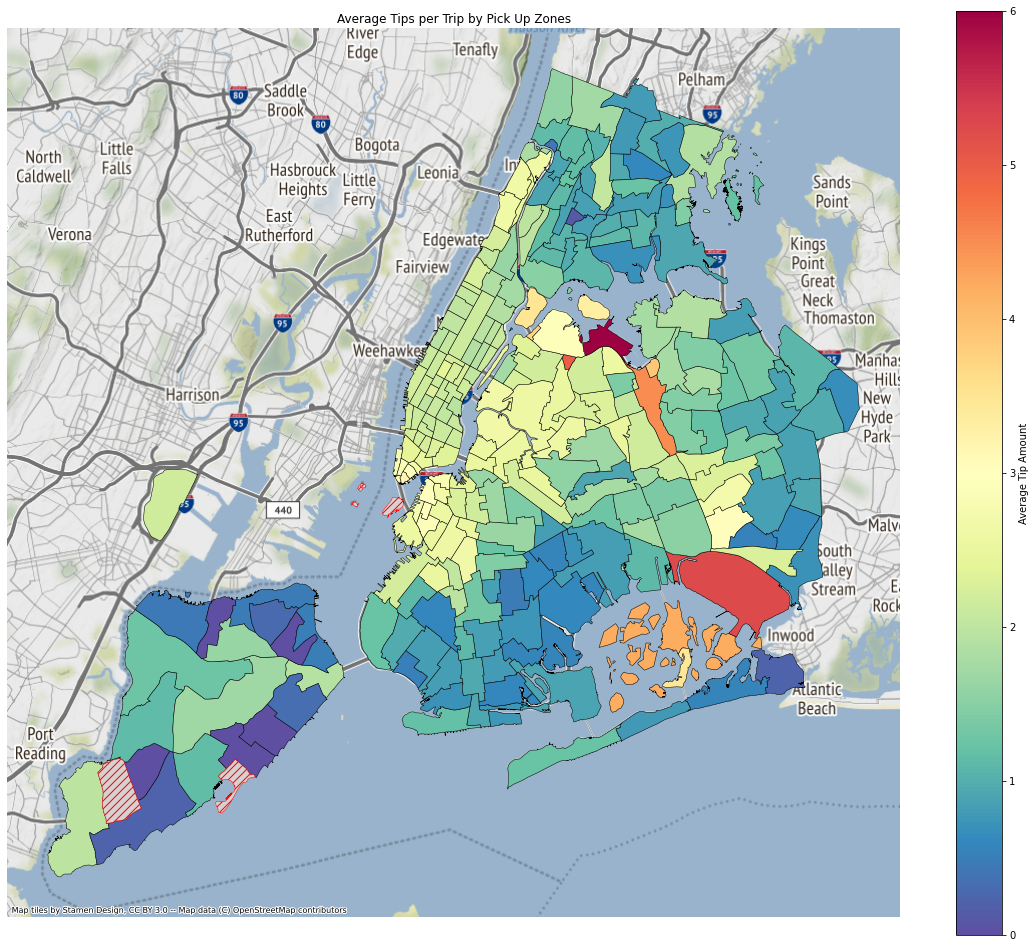 Average Tips per Trip by Pick Up Zones
Hudson River
River
Edge
Tenafly
Pelham
Saddle
Brook
80
80
95
Bogota
North
Caldwell
Little
Falls
Hasbrouck
Heights
Leonia
Little
Ferry
Sands
Point
East
Rutherford
Verona
Edgewate
Fairview
Kings
Point
Great
Neck
Thomaston
95
Weehawke
95
Manhas
Hills
New
Hyde
Park
Harrison
95
440
Malve
South
Valley
Stream
Rock
Inwood
Atlantic
Beach
Port
Reading
Map tiles by Stamen Design, CC BY 3.0 -- Map data (C) OpenStreetMap contributors
6
5
4
3
2
1
0
Average Tip Amount